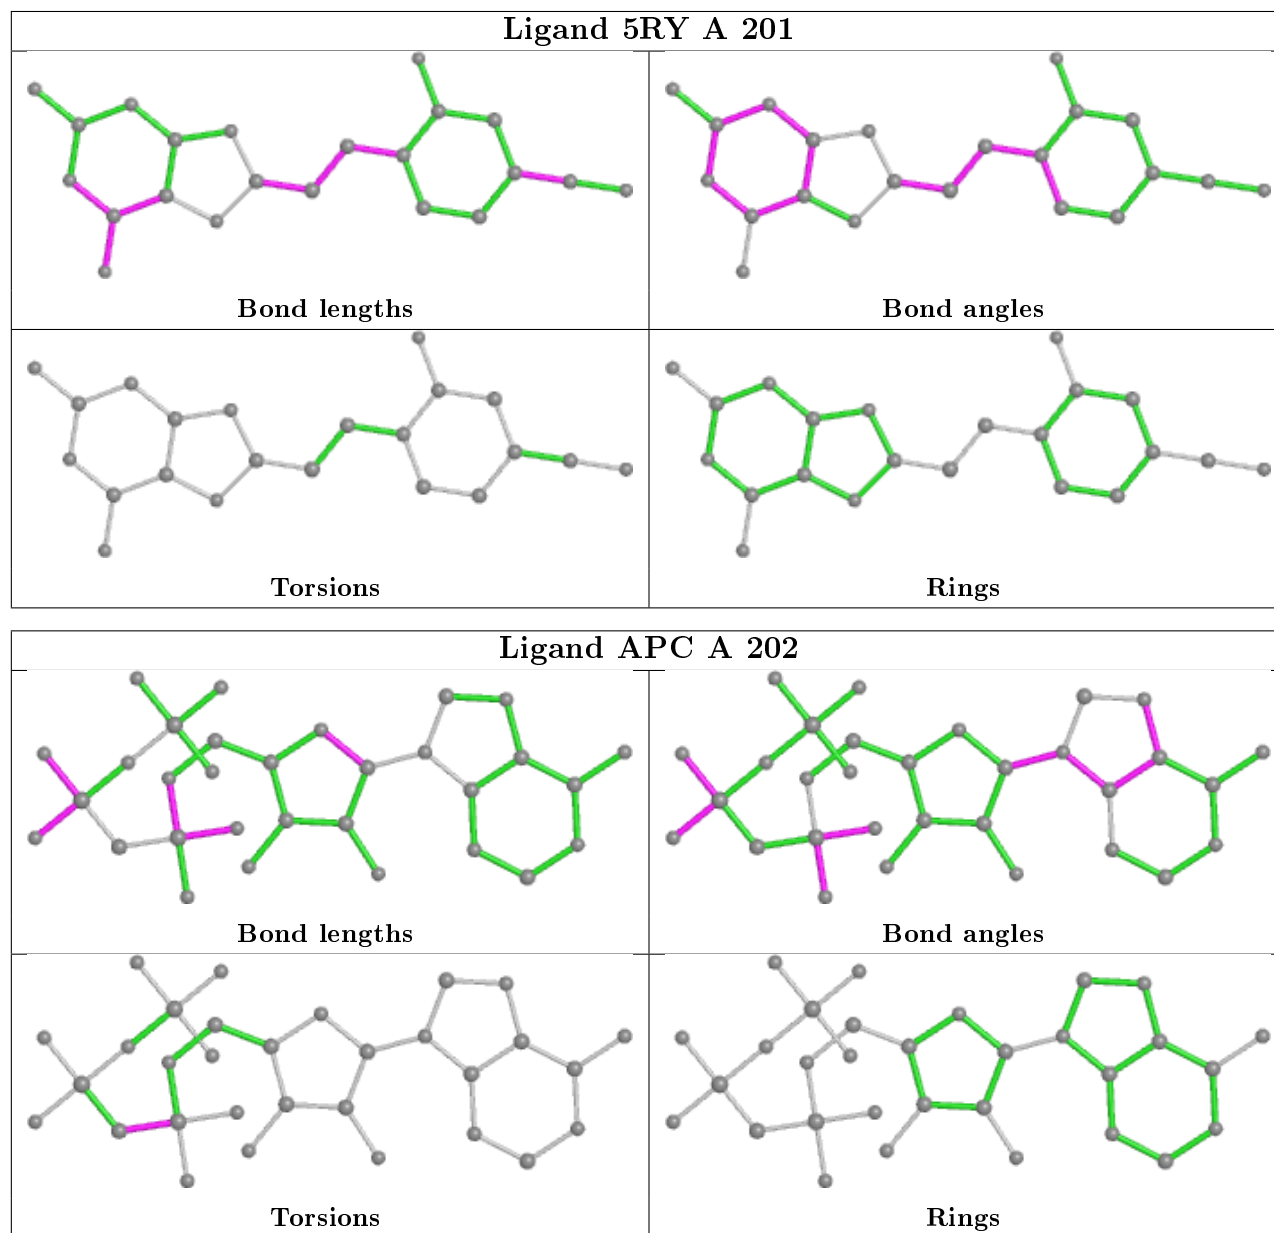 Ligand 5RY A 201
Bond lengths
Bond angles
Torsions
Rings
Ligand APC A 202
Bond lengths
Bond angles
Torsions
Rings